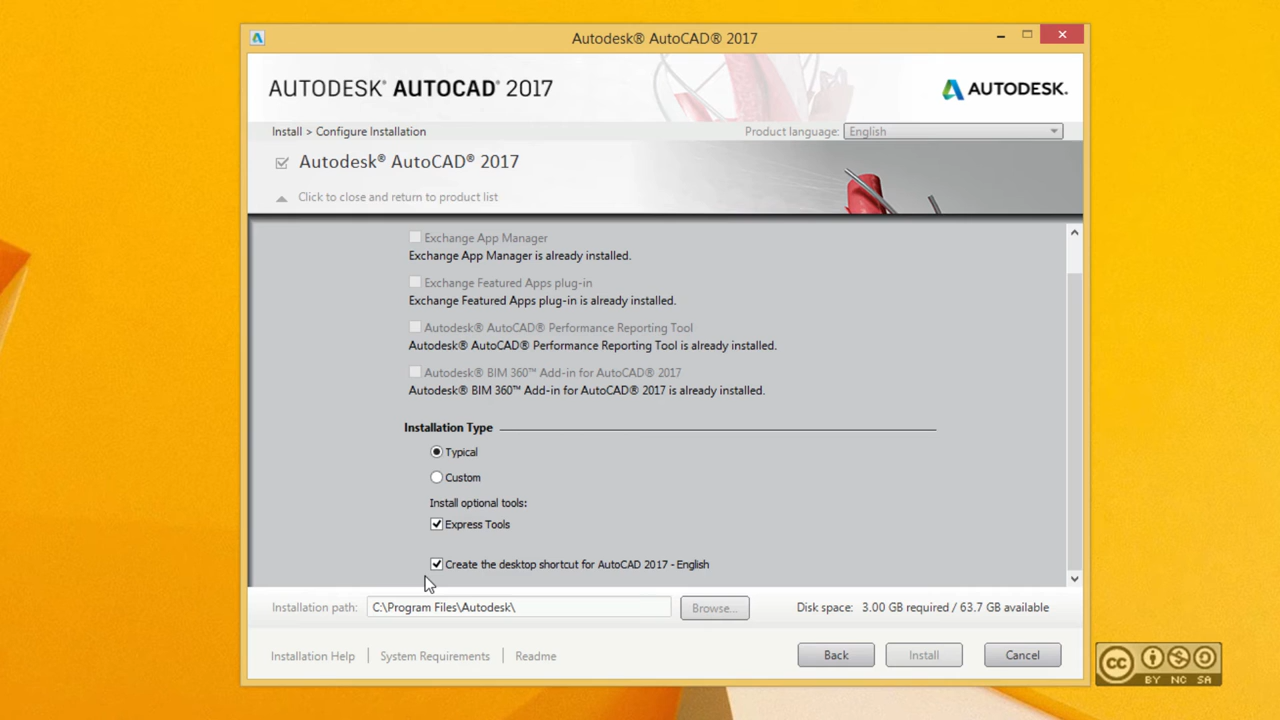 Autodesk® AutoCAD® 2017
AUTODESK® AUTOCAD® 2017
AUTODESK.
Install > Configure Installation
Product language: English
Autodesk® AutoCAD® 2017
Click to close and return to product list
Exchange App Manager
Exchange App Manager is already installed.
Exchange Featured Apps plug-in
Exchange Featured Apps plug-in is already installed.
Autodesk® AutoCAD® Performance Reporting Tool
Autodesk® AutoCAD® Performance Reporting Tool is already installed.
Autodesk® BIM 360™ Add-in for AutoCAD® 2017
Autodesk® BIM 360™ Add-in for AutoCAD® 2017 is already installed.
Installation Type
Typical
Custom
Install optional tools:
Express Tools
Create the desktop shortcut for AutoCAD 2017 - English
Installation path: C:\Program Files\Autodesk\ Browse... Disk space: 3.00 GB required / 63.7 GB available
Installation Help | System Requirements | Readme Back Install Cancel
cc
BY NC SA